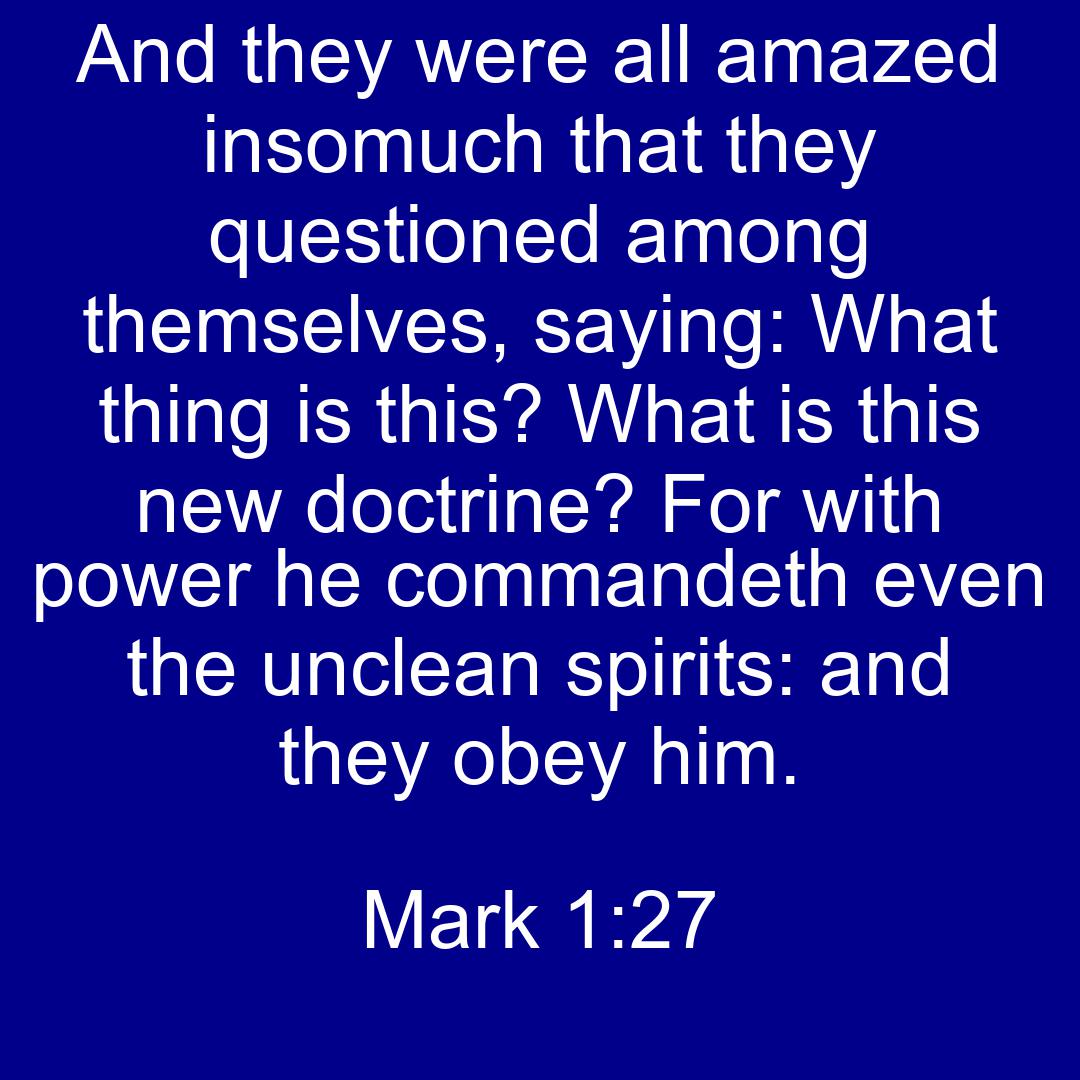 And they were all amazed
insomuch that they
questioned among
themselves, saying: What
thing is this? What is this
new doctrine? For with
power he commandeth even
the unclean spirits: and
they obey him.
Mark 1:27